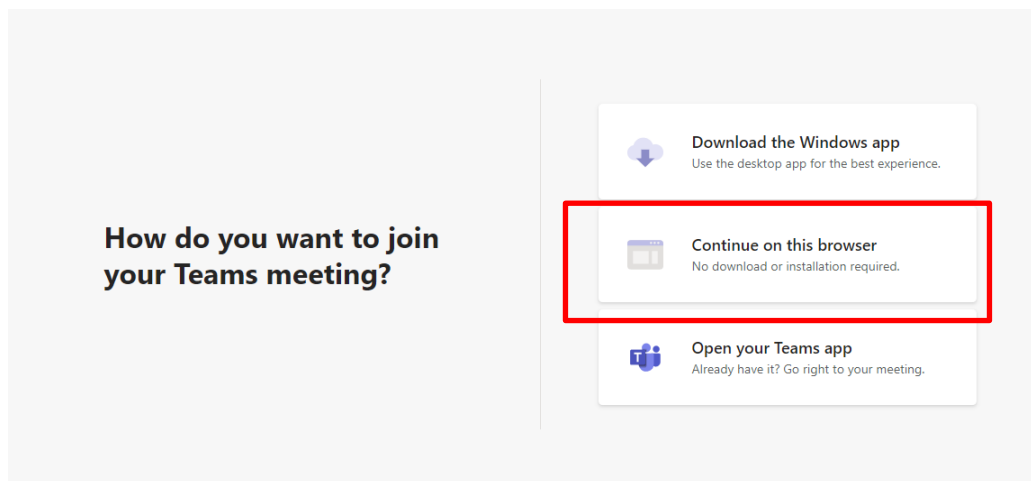 How do you want to join
your Teams meeting?
Download the Windows app
Use the desktop app for the best experience.
Continue on this browser
No download or installation required.
T
Open your Teams app
Already have it? Go right to your meeting.